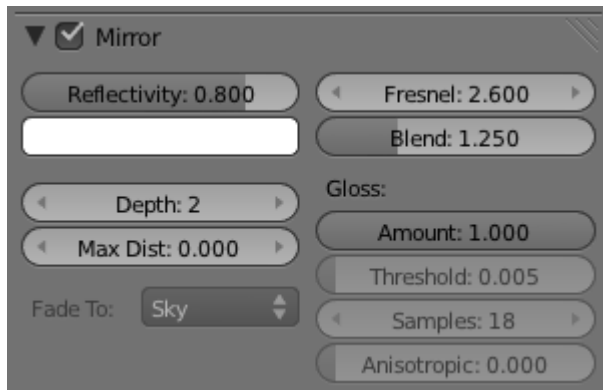 Mirror
Reflectivity: 0.800
Fresnel: 2.600
Blend: 1.250
Depth: 2
Max Dist: 0.000
Fade To: Sky
Gloss:
Amount: 1.000
Threshold: 0.005
Samples: 18
Anisotropic: 0.000